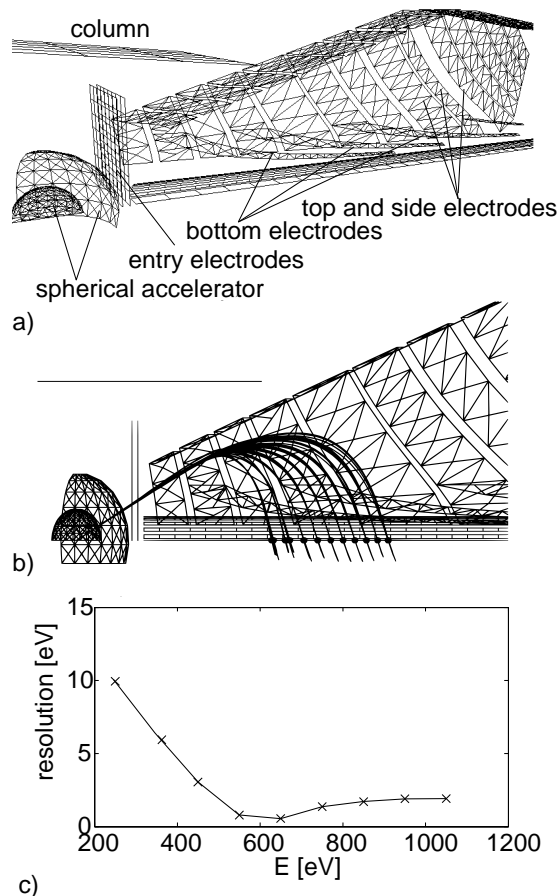 column
top and side electrodes
bottom electrodes
entry electrodes
spherical accelerator
a)
b)
15
10
5
0
resolution [eV]
200 400 600 800 1000 1200
E [eV]
c)